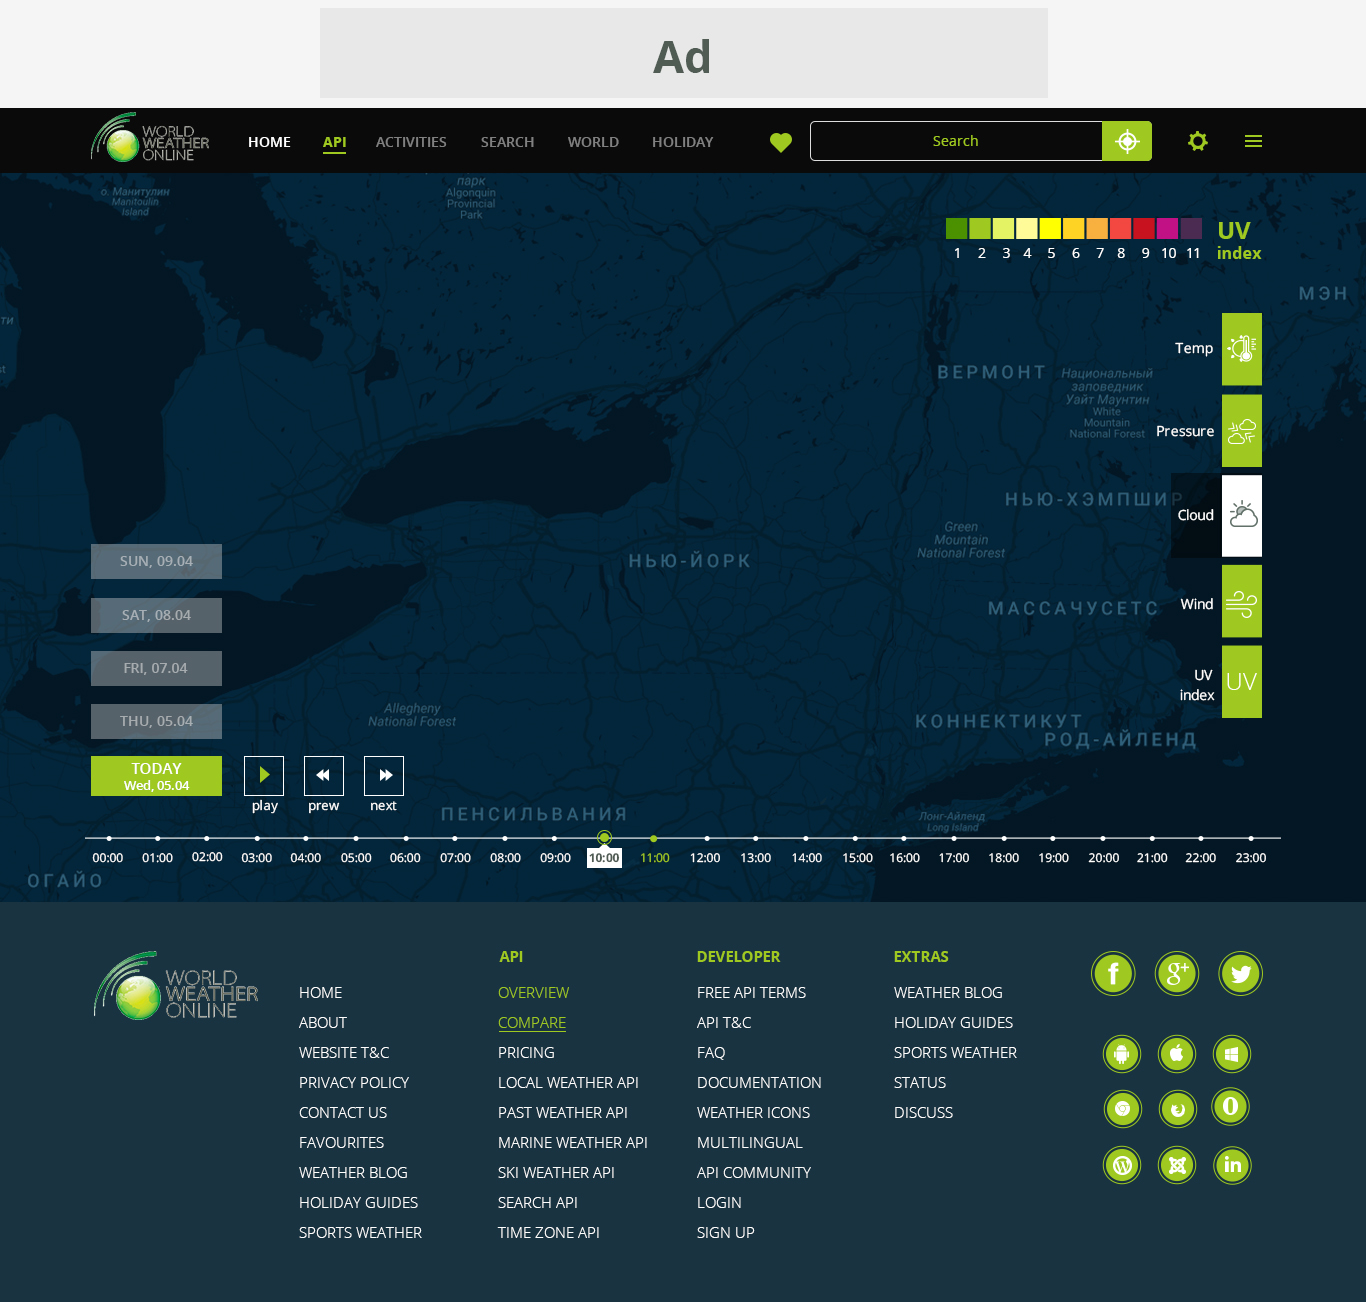 Ad
WORLD
WEATHER
ONLINE
HOME API ACTIVITIES SEARCH WORLD HOLIDAY
Search
о. Манитулин
Manitoulin
Island
парк
Algonquin
Provincial
Park
UV
index
1 2 3 4 5 6 7 8 9 10 11
МЭН
ти
Temp
ВЕРМОНТ
Национальный
заповедник
Уайт Маунтин
White
Mountain
National Forest
Pressure
НЬЮ-ХЭМПШИР
Cloud
Green
Mountain
National Forest
НЬЮ-ЙОРК
SUN, 09.04
МАССАЧУСЕТС
Wind
SAT, 08.04
FRI, 07.04
UV
index
UV
THU, 05.04
Allegheny
National Forest
КОННЕКТИКУТ
РОД-АЙЛЕНД
TODAY
Wed, 05.04
play prew next
ПЕНСИЛЬВАНИЯ
Лонг-Айленд
Long Island
00:00 01:00 02:00 03:00 04:00 05:00 06:00 07:00 08:00 09:00 10:00 11:00 12:00 13:00 14:00 15:00 16:00 17:00 18:00 19:00 20:00 21:00 22:00 23:00
ОГАЙО
WORLD
WEATHER
ONLINE
HOME
ABOUT
WEBSITE T&C
PRIVACY POLICY
CONTACT US
FAVOURITES
WEATHER BLOG
HOLIDAY GUIDES
SPORTS WEATHER
API
OVERVIEW
COMPARE
PRICING
LOCAL WEATHER API
PAST WEATHER API
MARINE WEATHER API
SKI WEATHER API
SEARCH API
TIME ZONE API
DEVELOPER
FREE API TERMS
API T&C
FAQ
DOCUMENTATION
WEATHER ICONS
MULTILINGUAL
API COMMUNITY
LOGIN
SIGN UP
EXTRAS
WEATHER BLOG
HOLIDAY GUIDES
SPORTS WEATHER
STATUS
DISCUSS